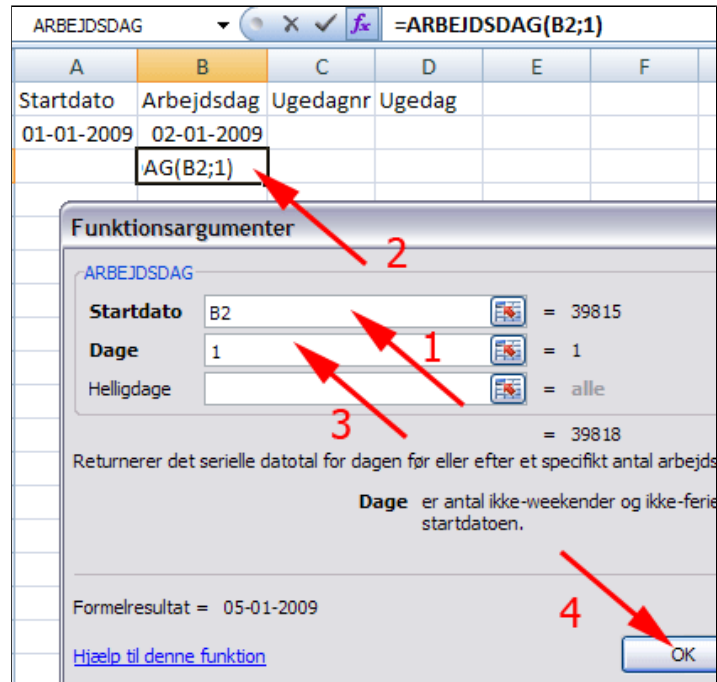 ARBEJDSDAG =ARBEJDSDAG(B2;1)
A B C D E F
Startdato Arbejdsdag Ugedagnr Ugedag
01-01-2009 02-01-2009
AG(B2;1)
Funktionsargumenter
2
ARBEJDSDAG
Startdato B2 = 39815
1
Dage 1 = 1
Helligdage = alle
3
= 39818
Returnerer det serielle datotal for dagen før eller efter et specifikt antal arbejds
Dage er antal ikke-weekender og ikke-ferie
startdatoen.
Formelresultat = 05-01-2009
4
Hjælp til denne funktion OK